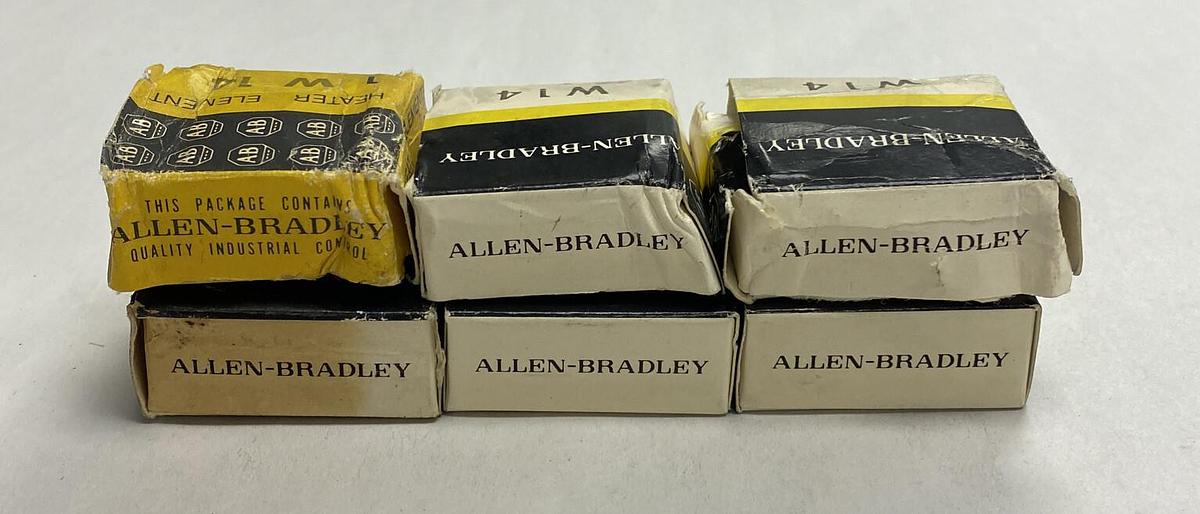 1 W 14
HEATER ELEMENT
AB AB AB AB AB
AB AB AB AB
THIS PACKAGE CONTAINS
ALLEN-BRADLEY
QUALITY INDUSTRIAL CONTROL
W14
ALLEN-BRADLEY
ALLEN-BRADLEY
W14
ALLEN-BRADLEY
ALLEN-BRADLEY
ALLEN-BRADLEY
ALLEN-BRADLEY
ALLEN-BRADLEY